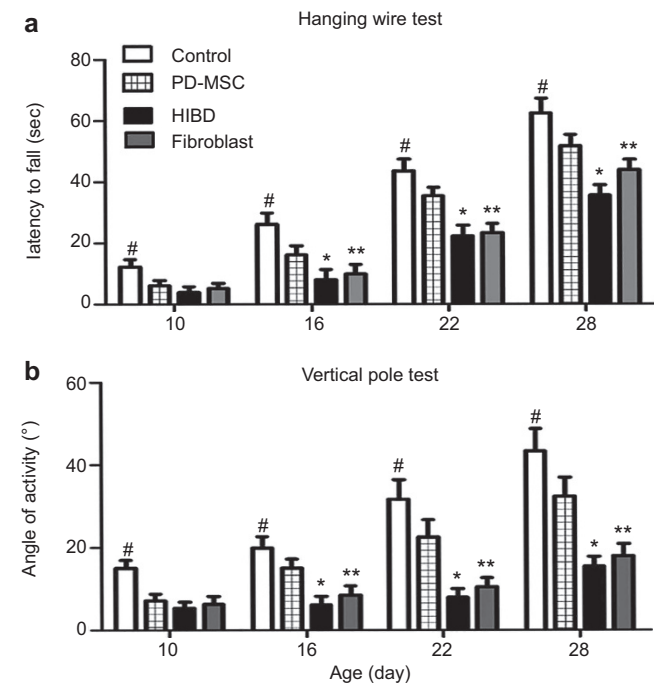 a
Hanging wire test
80
60
40
20
0
latency to fall (sec)
Control
PD-MSC
HIBD
Fibroblast
#
#
* **
#
* **
#
* **
10 16 22 28
b
Vertical pole test
60
40
20
0
Angle of activity (°)
#
#
* **
#
* **
#
* **
10 16 22 28
Age (day)